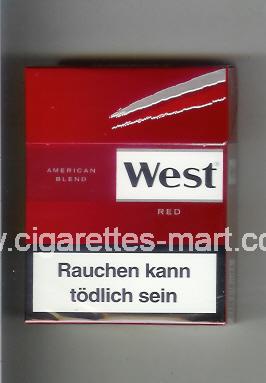 AMERICAN
BLEND
West
RED
www.cigarettes-mart.com
Rauchen kann
tödlich sein